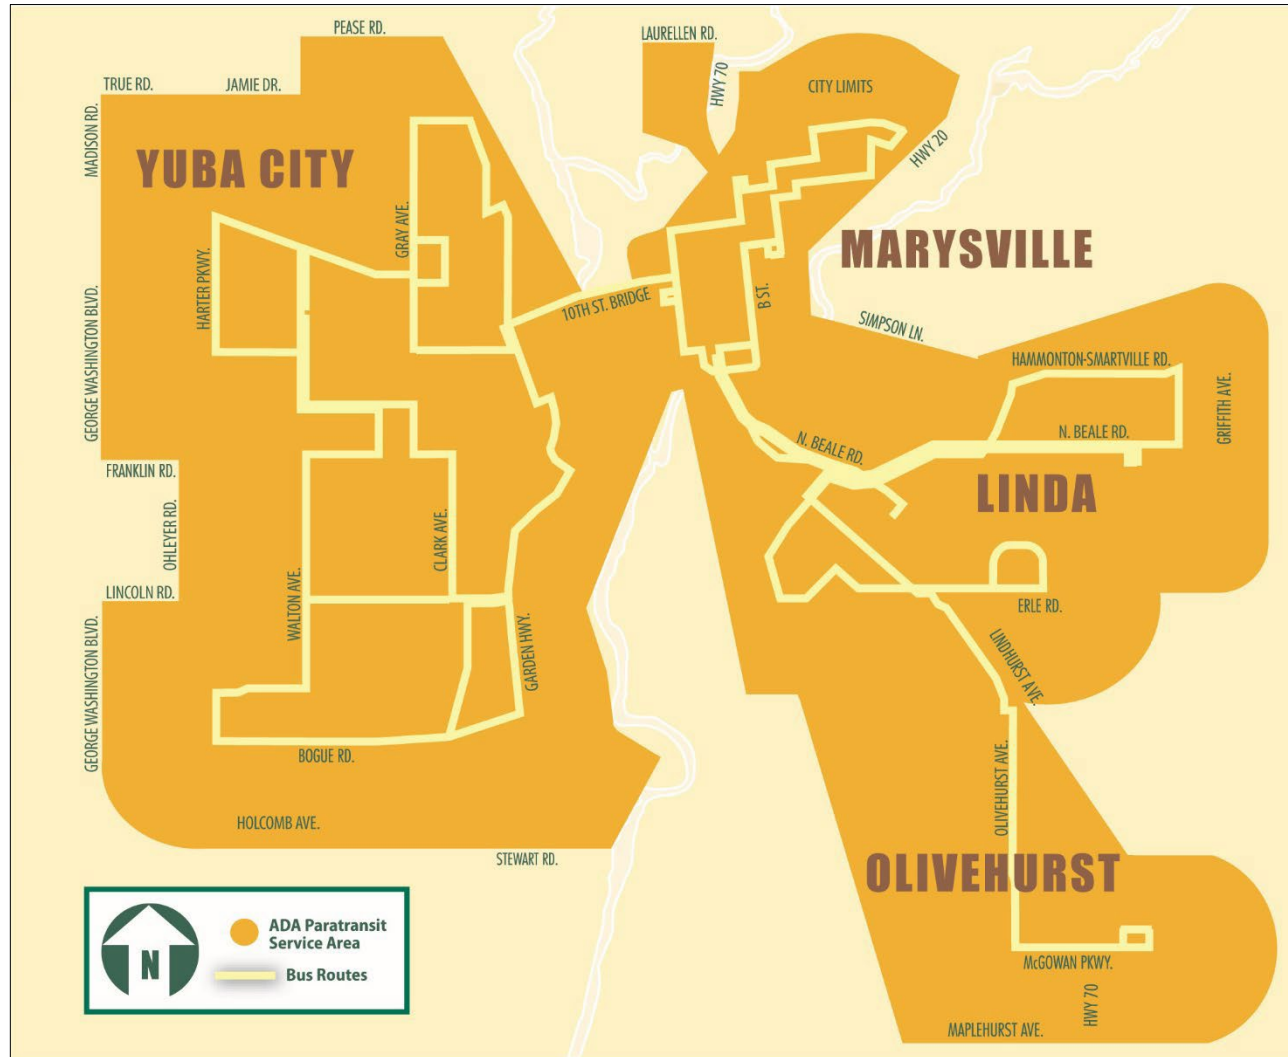 PEASE RD.
LAURELLEN RD.
TRUE RD.
JAMIE DR.
HWY 70
CITY LIMITS
MADISON RD.
YUBA CITY
HWY 20
GRAY AVE.
HARTER PKWY.
MARYSVILLE
GEORGE WASHINGTON BLVD.
10TH ST. BRIDGE
B ST.
SIMPSON LN.
HAMMONTON-SMARTVILLE RD.
GRIFFITH AVE.
N. BEALE RD.
N. BEALE RD.
FRANKLIN RD.
LINDA
OHLEYER RD.
CLARK AVE.
LINCOLN RD.
WALTON AVE.
ERLE RD.
GARDEN HWY.
LINDHURST AVE.
GEORGE WASHINGTON BLVD.
BOGUE RD.
OLIVEHURST AVE.
HOLCOMB AVE.
STEWART RD.
OLIVEHURST
ADA Paratransit
Service Area
N
Bus Routes
McGOWAN PKWY.
HWY 70
MAPLEHURST AVE.